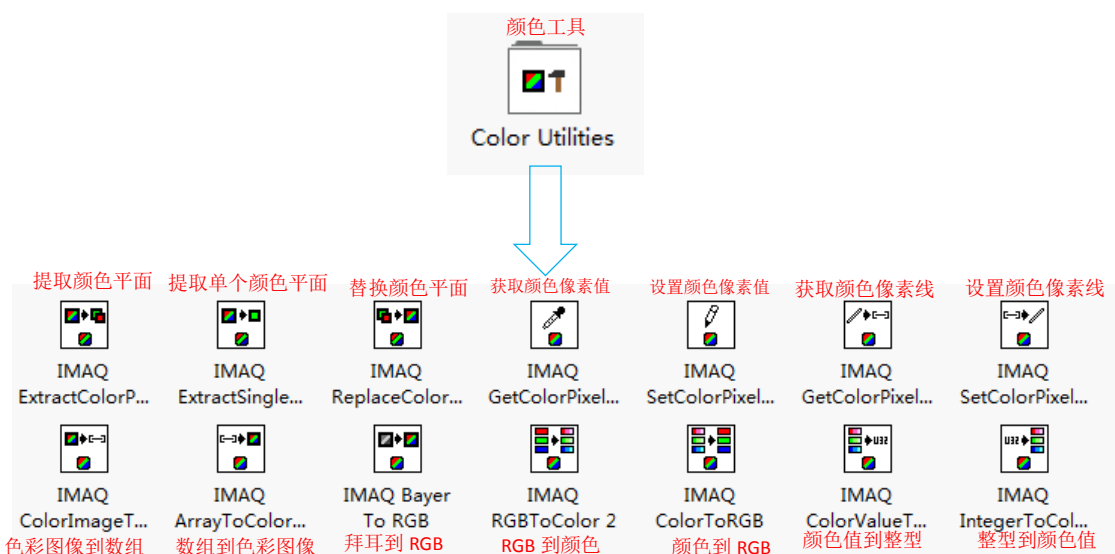 颜色工具
Color Utilities
提取颜色平面 提取单个颜色平面 替换颜色平面 获取颜色像素值 设置颜色像素值 获取颜色像素线 设置颜色像素线
IMAQ IMAQ IMAQ IMAQ IMAQ IMAQ IMAQ
ExtractColorP... ExtractSingle... ReplaceColor... GetColorPixel... SetColorPixel... GetColorPixel... SetColorPixel...
U32 U32
IMAQ IMAQ IMAQ Bayer IMAQ IMAQ IMAQ IMAQ
ColorImageT... ArrayToColor... To RGB RGBToColor 2 ColorToRGB ColorValueT... IntegerToCol...
色彩图像到数组 数组到色彩图像 拜耳到 RGB RGB 到颜色 颜色到 RGB 颜色值到整型 整型到颜色值